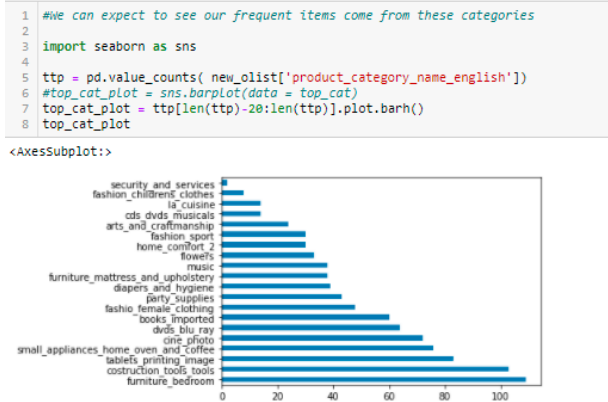 1 #we can expect to see our frequent items come from these categories
2
3 import seaborn as sns
4
5 ttp = pd.value_counts( new_olist['product_category_name_english'])
6 #top_cat_plot = sns.barplot(data = top_cat)
7 top_cat_plot = ttp[len(ttp)-20:len(ttp)].plot.barh()
8 top_cat_plot
<AxesSubplot:>
security_and_services
fashion_childrens_clothes
la_cuisine
cds_dvds_musicals
arts_and_craftmanship
fashion_sport
home_comfort_2
flowers
music
furniture_mattress_and_upholstery
diapers_and_hygiene
party_supplies
fashio_female_clothing
books_imported
dvds_blu_ray
cine_photo
small_appliances_home_oven_and_coffee
tablets_printing_image
costruction_tools_tools
furniture_bedroom
0 20 40 60 80 100